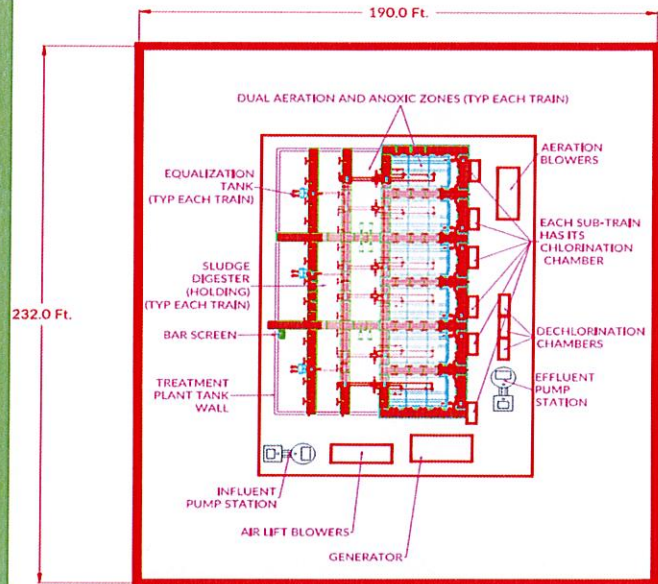 190.0 Ft.
DUAL AERATION AND ANOXIC ZONES (TYP EACH TRAIN)
EQUALIZATION
TANK
(TYP EACH TRAIN)
AERATION
BLOWERS
EACH SUB-TRAIN
HAS ITS
CHLORINATION
CHAMBER
SLUDGE
DIGESTER
(HOLDING)
(TYP EACH TRAIN)
232.0 Ft.
BAR SCREEN
DECHLORINATION
CHAMBERS
TREATMENT
PLANT TANK
WALL
EFFLUENT
PUMP
STATION
INFLUENT
PUMP STATION
AIR LIFT BLOWERS
GENERATOR